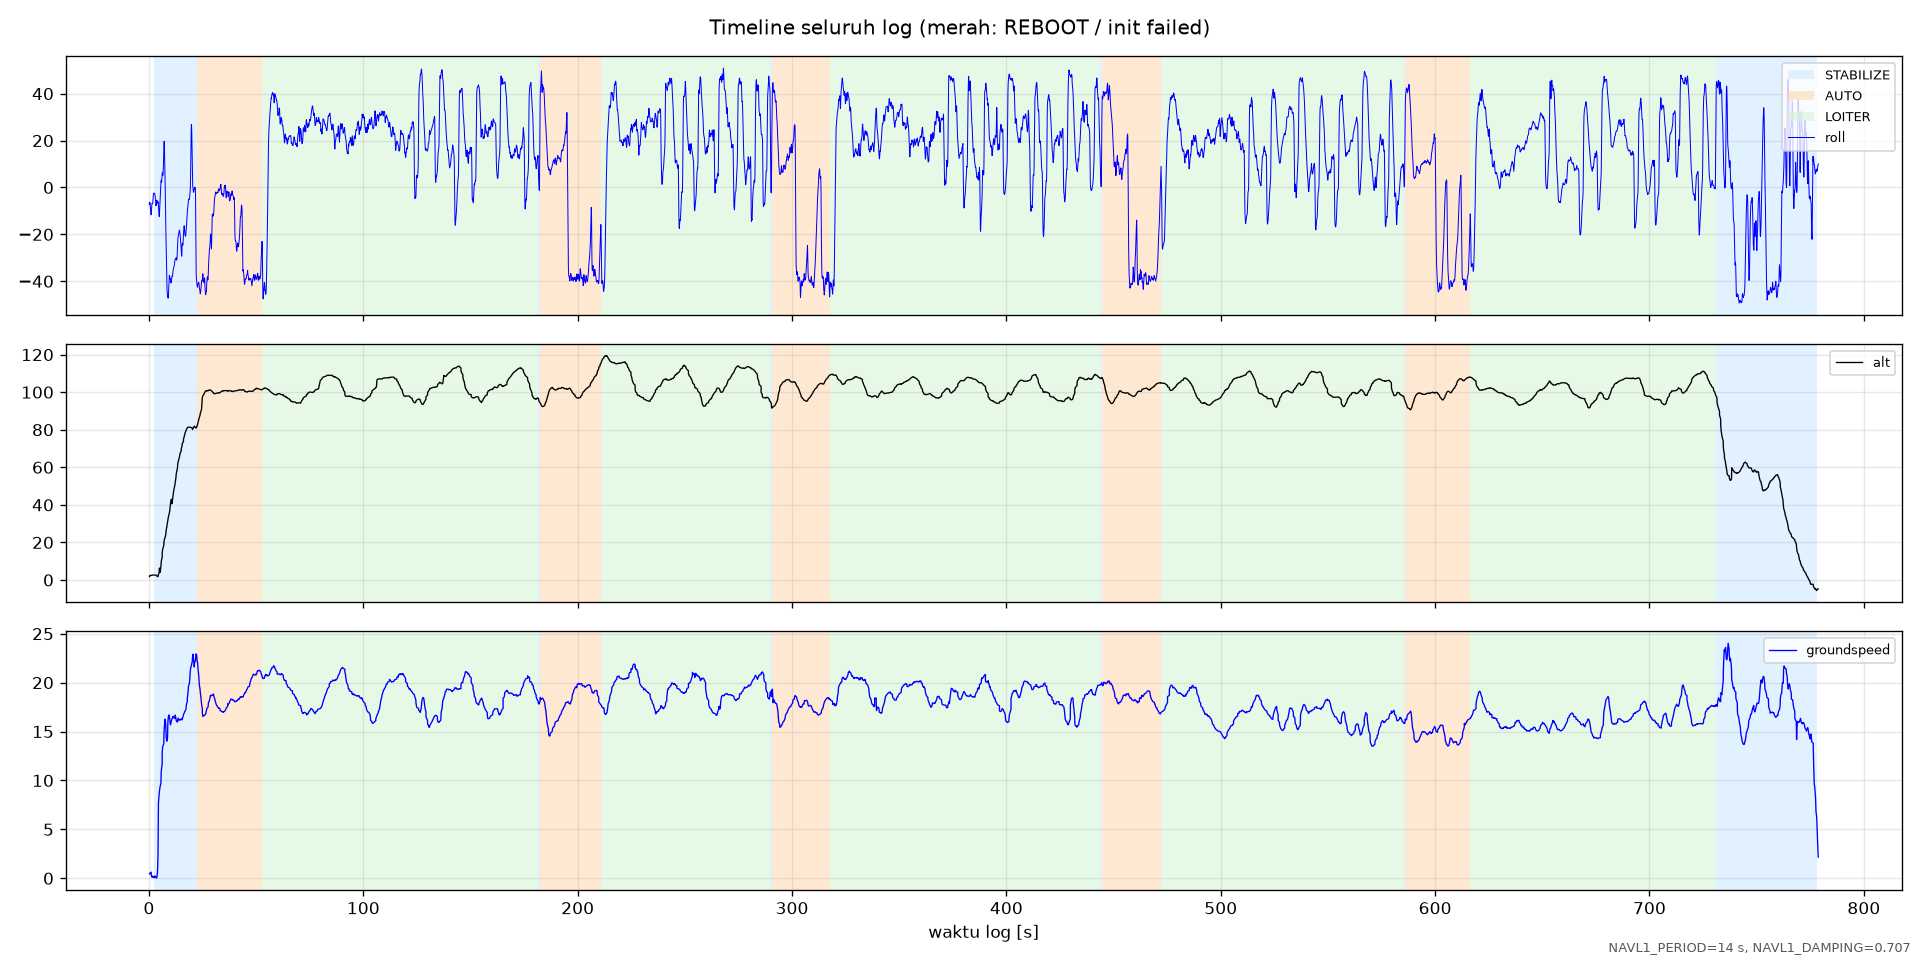 Timeline seluruh log (merah: REBOOT / init failed)
STABILIZE
AUTO
LOITER
roll
40
20
0
−20
−40
alt
120
100
80
60
40
20
0
groundspeed
25
20
15
10
5
0
0 100 200 300 400 500 600 700 800
waktu log [s]
NAVL1_PERIOD=14 s, NAVL1_DAMPING=0.707